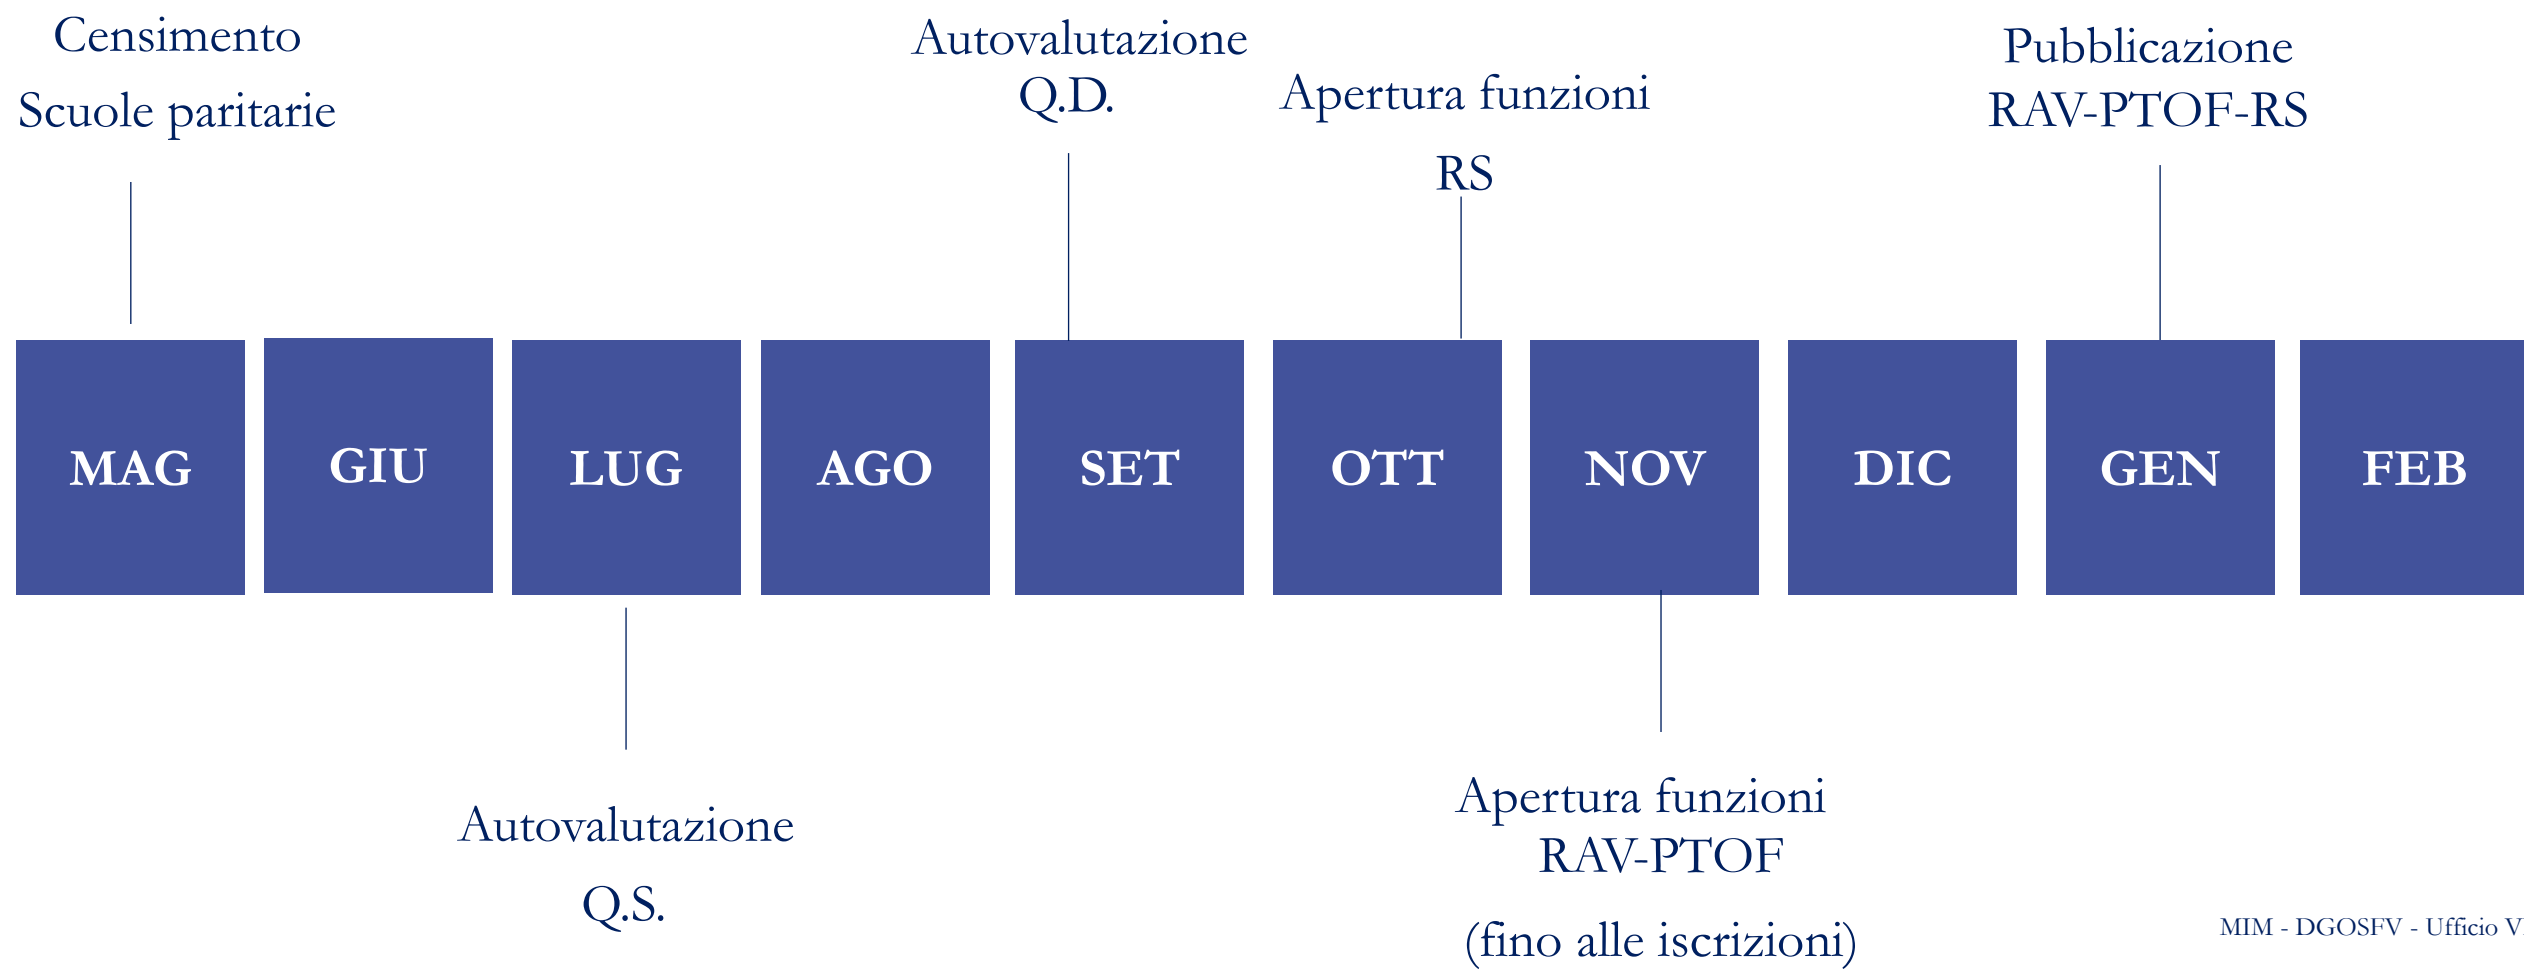 Censimento
Scuole paritarie
Autovalutazione
Q.D.
Apertura funzioni
RS
Pubblicazione
RAV-PTOF-RS
MAG
GIU
LUG
AGO
SET
OTT
NOV
DIC
GEN
FEB
Autovalutazione
Q.S.
Apertura funzioni
RAV-PTOF
(fino alle iscrizioni)
MIM - DGOSFV - Ufficio